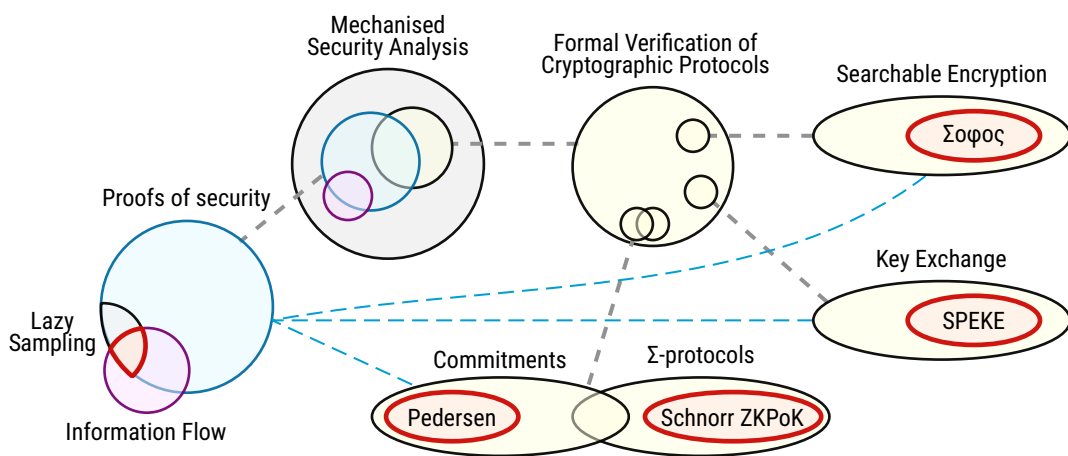 Mechanised
Security Analysis
Formal Verification of
Cryptographic Protocols
Searchable Encryption
Σοφος
Proofs of security
Key Exchange
SPEKE
Lazy
Sampling
Commitments
Σ-protocols
Pedersen
Schnorr ZKPoK
Information Flow